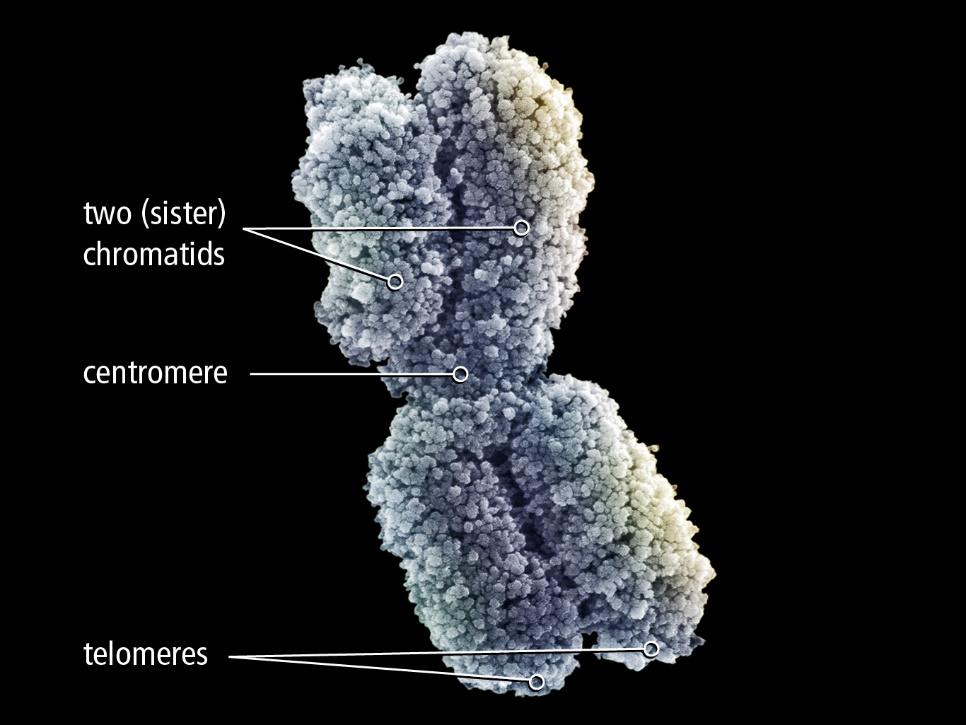 two (sister)
chromatids
centromere
telomeres